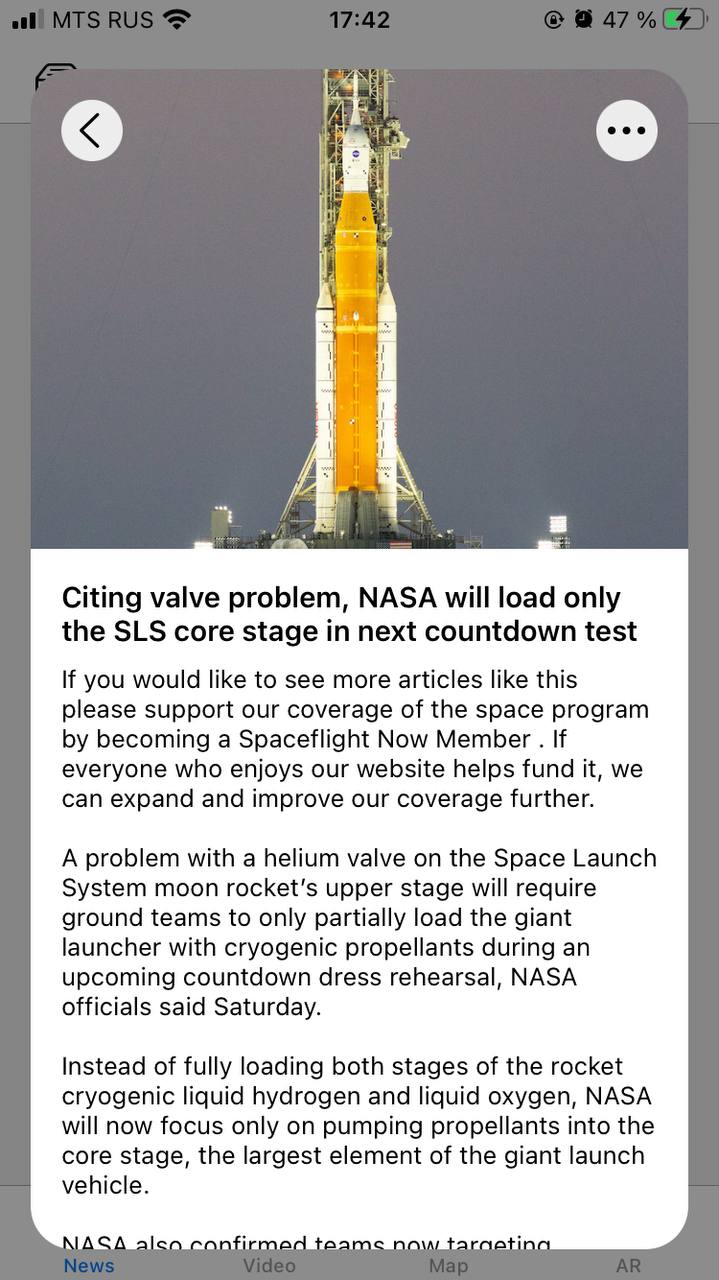 MTS RUS 17:42 47 %
Citing valve problem, NASA will load only
the SLS core stage in next countdown test
If you would like to see more articles like this
please support our coverage of the space program
by becoming a Spaceflight Now Member . If
everyone who enjoys our website helps fund it, we
can expand and improve our coverage further.
A problem with a helium valve on the Space Launch
System moon rocket’s upper stage will require
ground teams to only partially load the giant
launcher with cryogenic propellants during an
upcoming countdown dress rehearsal, NASA
officials said Saturday.
Instead of fully loading both stages of the rocket
cryogenic liquid hydrogen and liquid oxygen, NASA
will now focus only on pumping propellants into the
core stage, the largest element of the giant launch
vehicle.
NASA also confirmed teams now targeting
News Video Map AR